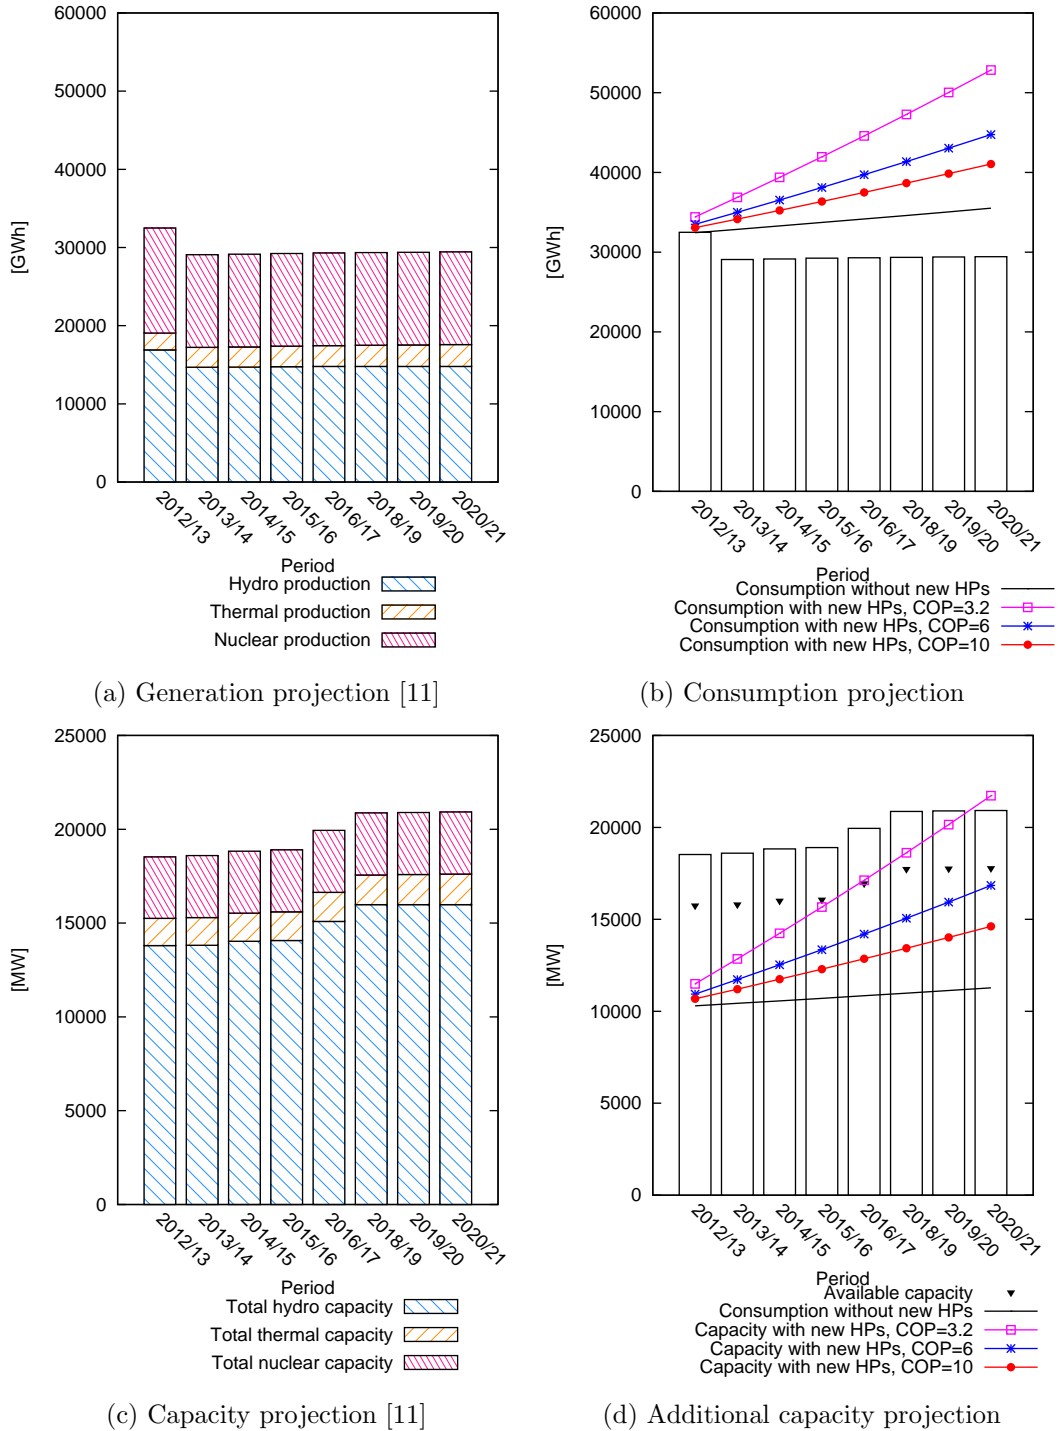 60000
50000
40000
30000
20000
10000
0
[GWh]
2012/13
2013/14
2014/15
2015/16
2016/17
2018/19
2019/20
2020/21
Period
Hydro production
Thermal production
Nuclear production
(a) Generation projection [11]
60000
50000
40000
30000
20000
10000
0
[GWh]
2012/13
2013/14
2014/15
2015/16
2016/17
2018/19
2019/20
2020/21
Period
Consumption without new HPs
Consumption with new HPs, COP=3.2
Consumption with new HPs, COP=6
Consumption with new HPs, COP=10
(b) Consumption projection
25000
20000
15000
10000
5000
0
[MW]
2012/13
2013/14
2014/15
2015/16
2016/17
2018/19
2019/20
2020/21
Period
Total hydro capacity
Total thermal capacity
Total nuclear capacity
(c) Capacity projection [11]
25000
20000
15000
10000
5000
0
[MW]
2012/13
2013/14
2014/15
2015/16
2016/17
2018/19
2019/20
2020/21
Period
Available capacity
Consumption without new HPs
Capacity with new HPs, COP=3.2
Capacity with new HPs, COP=6
Capacity with new HPs, COP=10
(d) Additional capacity projection